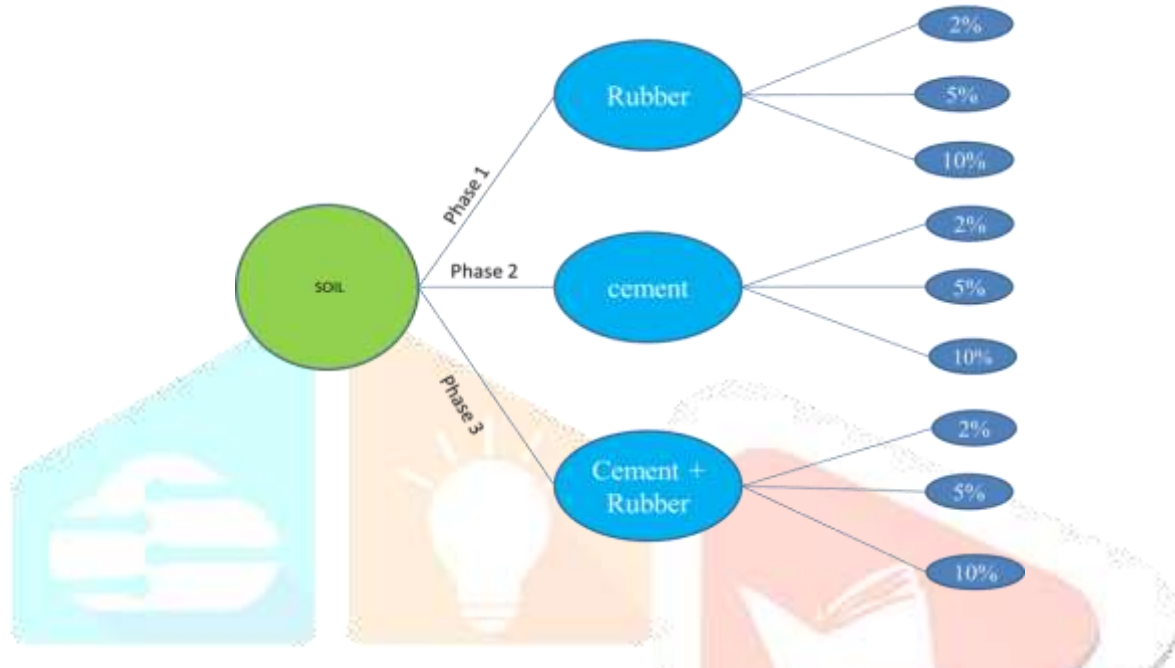 SOIL
Phase 1
Rubber
2%
5%
10%
Phase 2
cement
2%
5%
10%
Phase 3
Cement +
Rubber
2%
5%
10%